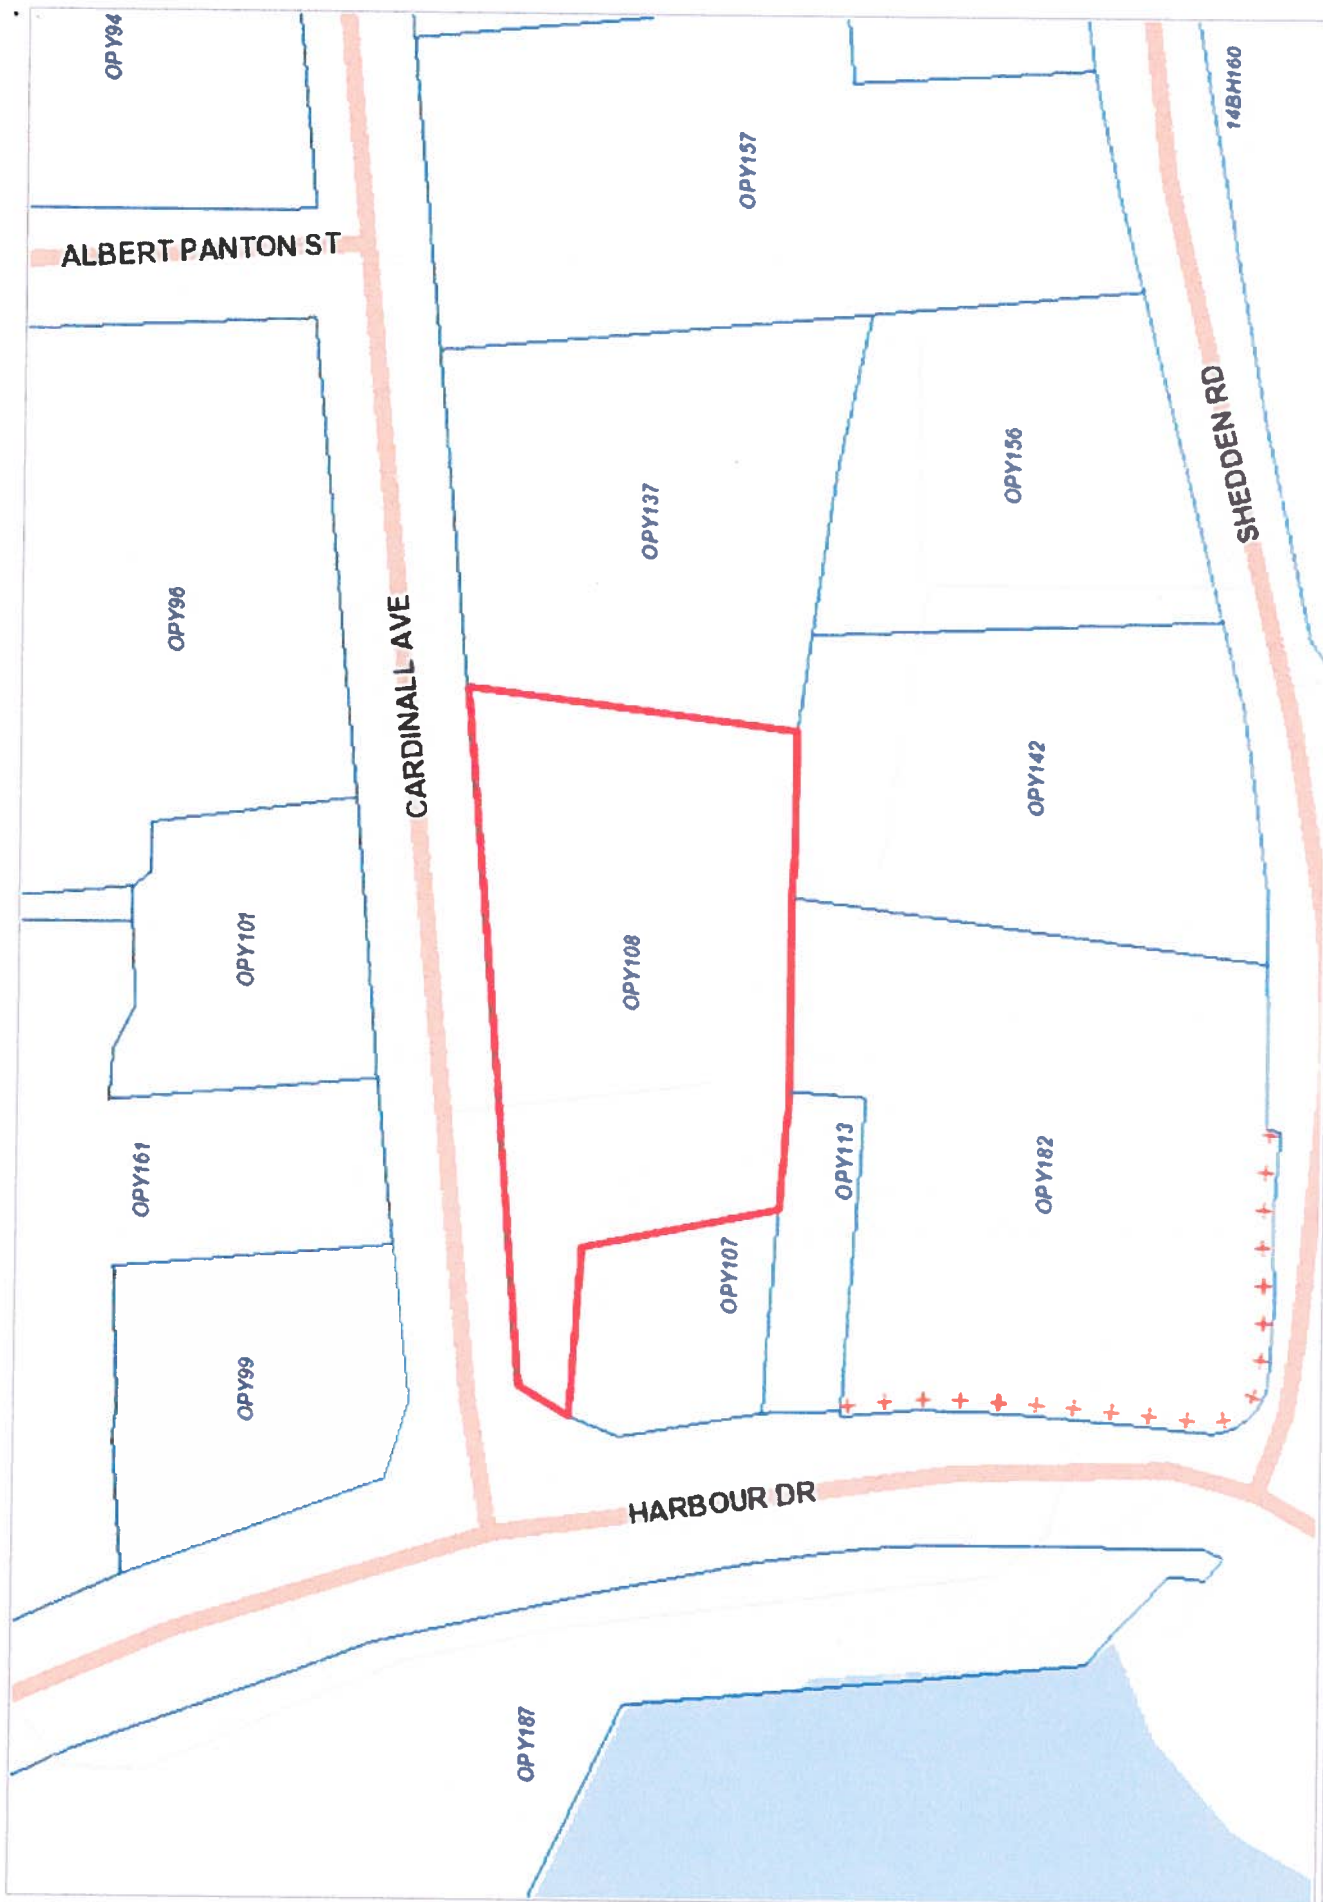 OPY94
14BH160
OPY157
ALBERT PANTON ST
SHEDDEN RD
OPY156
OPY137
OPY96
CARDINALL AVE
OPY142
OPY101
OPY108
OPY161
OPY113
OPY182
OPY107
OPY99
HARBOUR DR
OPY187